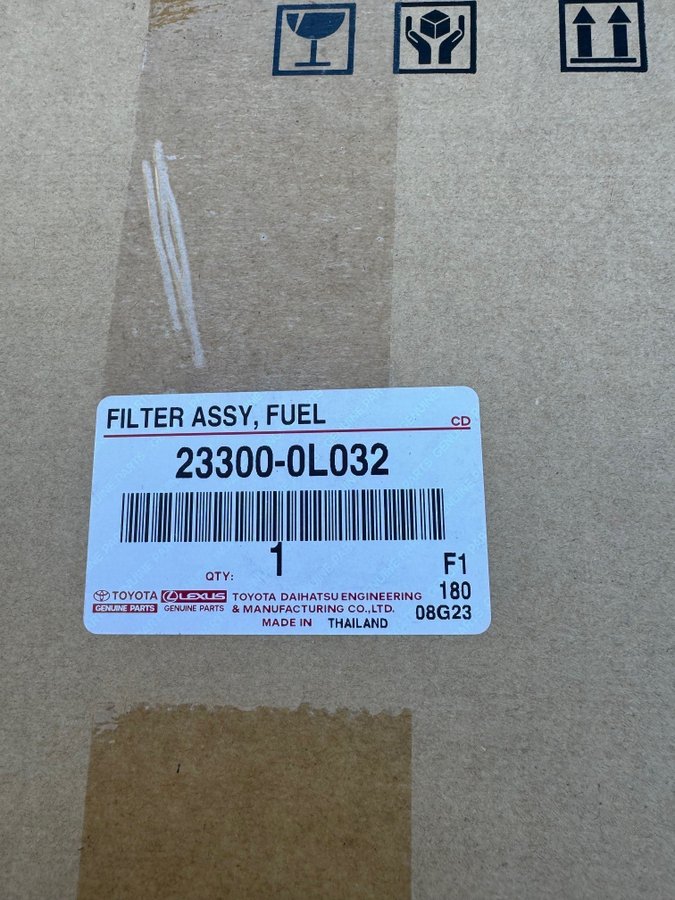 FILTER ASSY, FUEL
CD
23300-0L032
QTY: 1
F1
TOYOTA LEXUS TOYOTA DAIHATSU ENGINEERING 180
GENUINE PARTS GENUINE PARTS & MANUFACTURING CO.,LTD. 08G23
MADE IN THAILAND